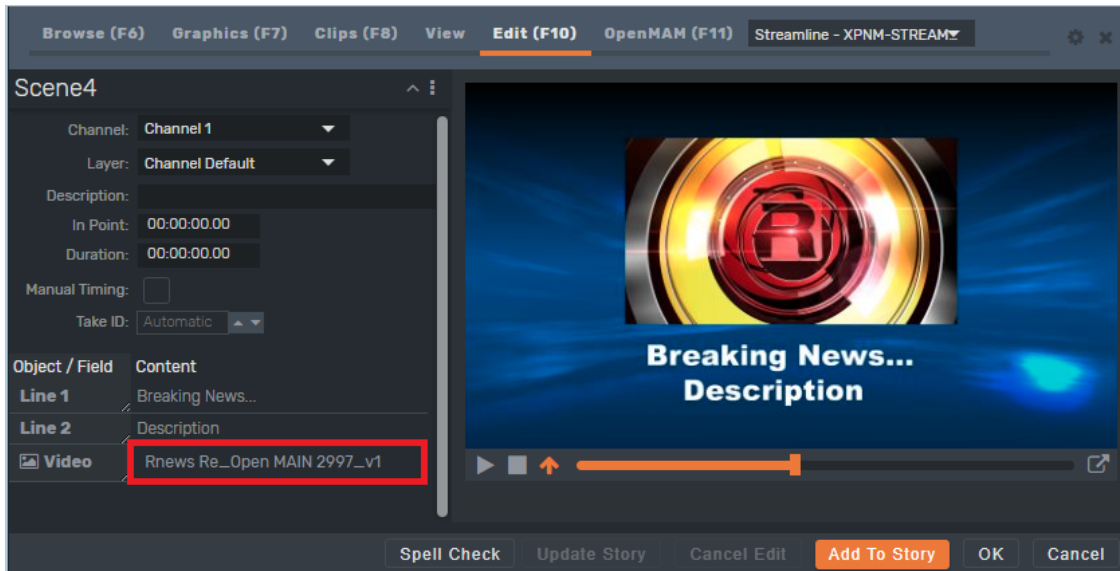 Browse (F6) Graphics (F7) Clips (F8) View Edit (F10) OpenMAM (F11) Streamline - XPNM-STREAM
Scene4
Channel: Channel 1
Layer: Channel Default
Description:
In Point: 00:00:00.00
Duration: 00:00:00.00
Manual Timing:
Take ID: Automatic
Object / Field Content
Line 1 Breaking News...
Line 2 Description
Video Rnews Re_Open MAIN 2997_v1
R
Breaking News...
Description
Spell Check Update Story Cancel Edit Add To Story OK Cancel